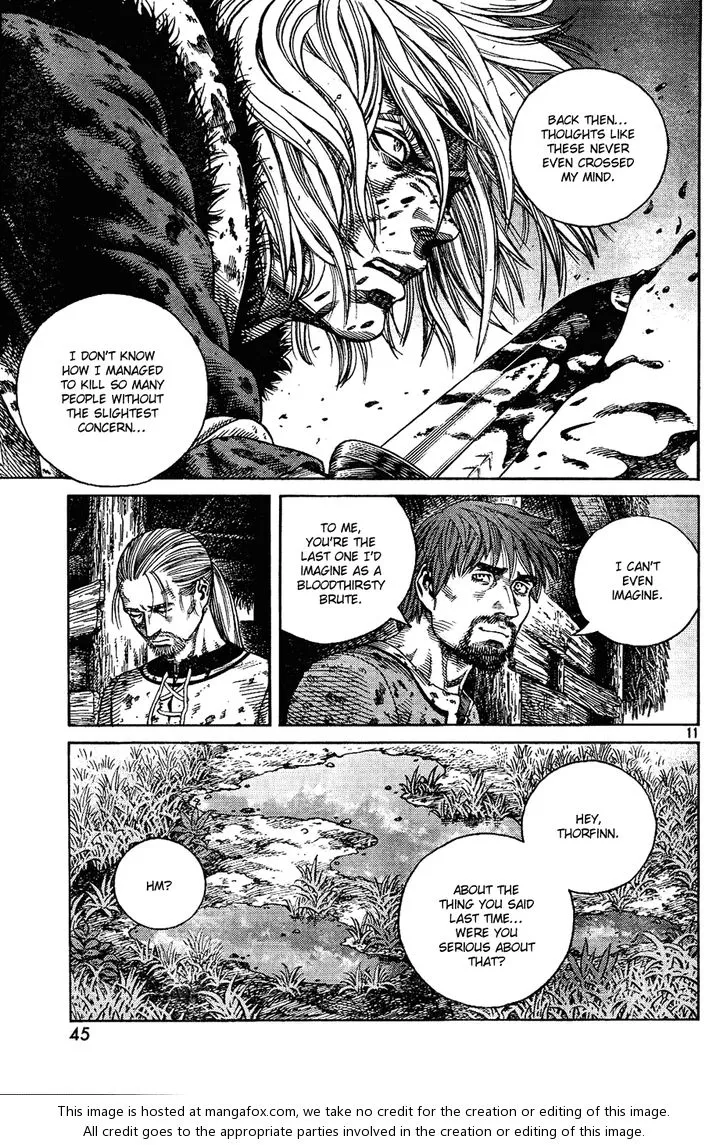 BACK THEN...
THOUGHTS LIKE
THESE NEVER
EVEN CROSSED
MY MIND.
I DON'T KNOW
HOW I MANAGED
TO KILL SO MANY
PEOPLE WITHOUT
THE SLIGHTEST
CONCERN...
I CAN'T
EVEN
IMAGINE.
TO ME,
YOU'RE THE
LAST ONE I'D
IMAGINE AS A
BLOODTHIRSTY
BRUTE.
11
HEY,
THORFINN.
ABOUT THE
THING YOU SAID
LAST TIME...
WERE YOU
SERIOUS ABOUT
THAT?
HM?
45
This image is hosted at mangafox.com, we take no credit for the creation or editing of this image.
All credit goes to the appropriate parties involved in the creation or editing of this image.